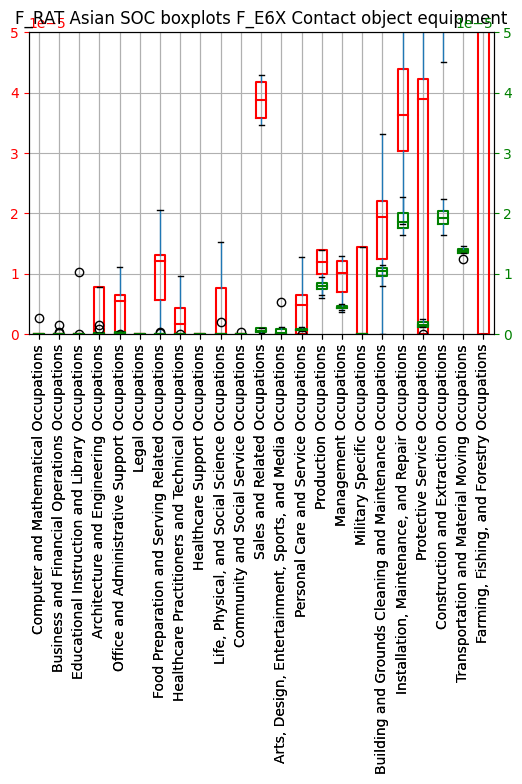 F_RAT Asian SOC boxplots F_E6X Contact object equipment
1e−5
1e−5
5
4
3
2
1
0
5
4
3
2
1
0
Computer and Mathematical Occupations
Business and Financial Operations Occupations
Educational Instruction and Library Occupations
Architecture and Engineering Occupations
Office and Administrative Support Occupations
Legal Occupations
Food Preparation and Serving Related Occupations
Healthcare Practitioners and Technical Occupations
Healthcare Support Occupations
Life, Physical, and Social Science Occupations
Community and Social Service Occupations
Sales and Related Occupations
Arts, Design, Entertainment, Sports, and Media Occupations
Personal Care and Service Occupations
Production Occupations
Management Occupations
Military Specific Occupations
Building and Grounds Cleaning and Maintenance Occupations
Installation, Maintenance, and Repair Occupations
Protective Service Occupations
Construction and Extraction Occupations
Transportation and Material Moving Occupations
Farming, Fishing, and Forestry Occupations